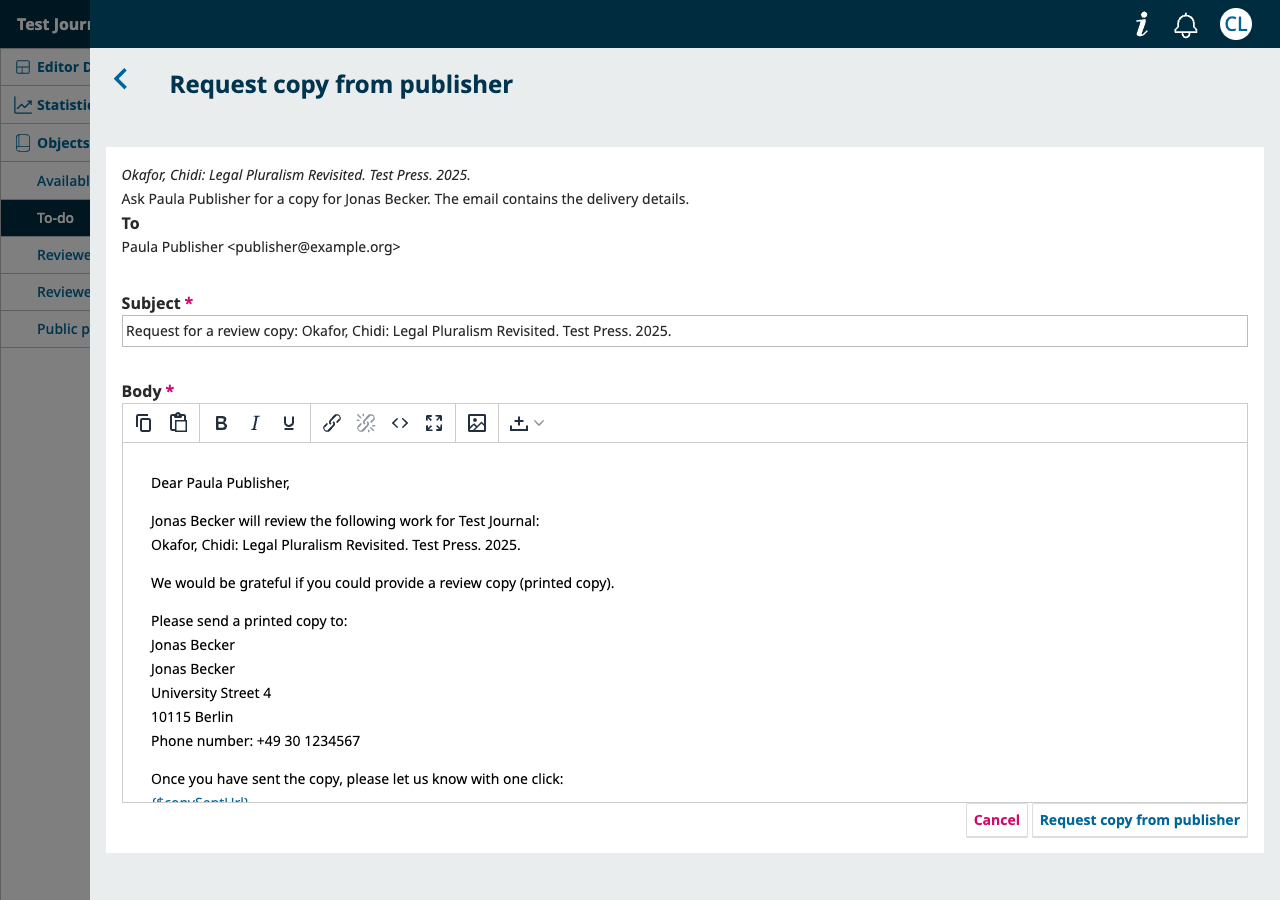 Test Jour
CL
Editor D
Statisti
Objects
Availabl
To-do
Reviewe
Reviewe
Public p
Request copy from publisher
Okafor, Chidi: Legal Pluralism Revisited. Test Press. 2025.
Ask Paula Publisher for a copy for Jonas Becker. The email contains the delivery details.
To
Paula Publisher <publisher@example.org>
Subject *
Request for a review copy: Okafor, Chidi: Legal Pluralism Revisited. Test Press. 2025.
Body *
B I U
Dear Paula Publisher,
Jonas Becker will review the following work for Test Journal:
Okafor, Chidi: Legal Pluralism Revisited. Test Press. 2025.
We would be grateful if you could provide a review copy (printed copy).
Please send a printed copy to:
Jonas Becker
Jonas Becker
University Street 4
10115 Berlin
Phone number: +49 30 1234567
Once you have sent the copy, please let us know with one click:
{$copySentUrl}
Cancel
Request copy from publisher